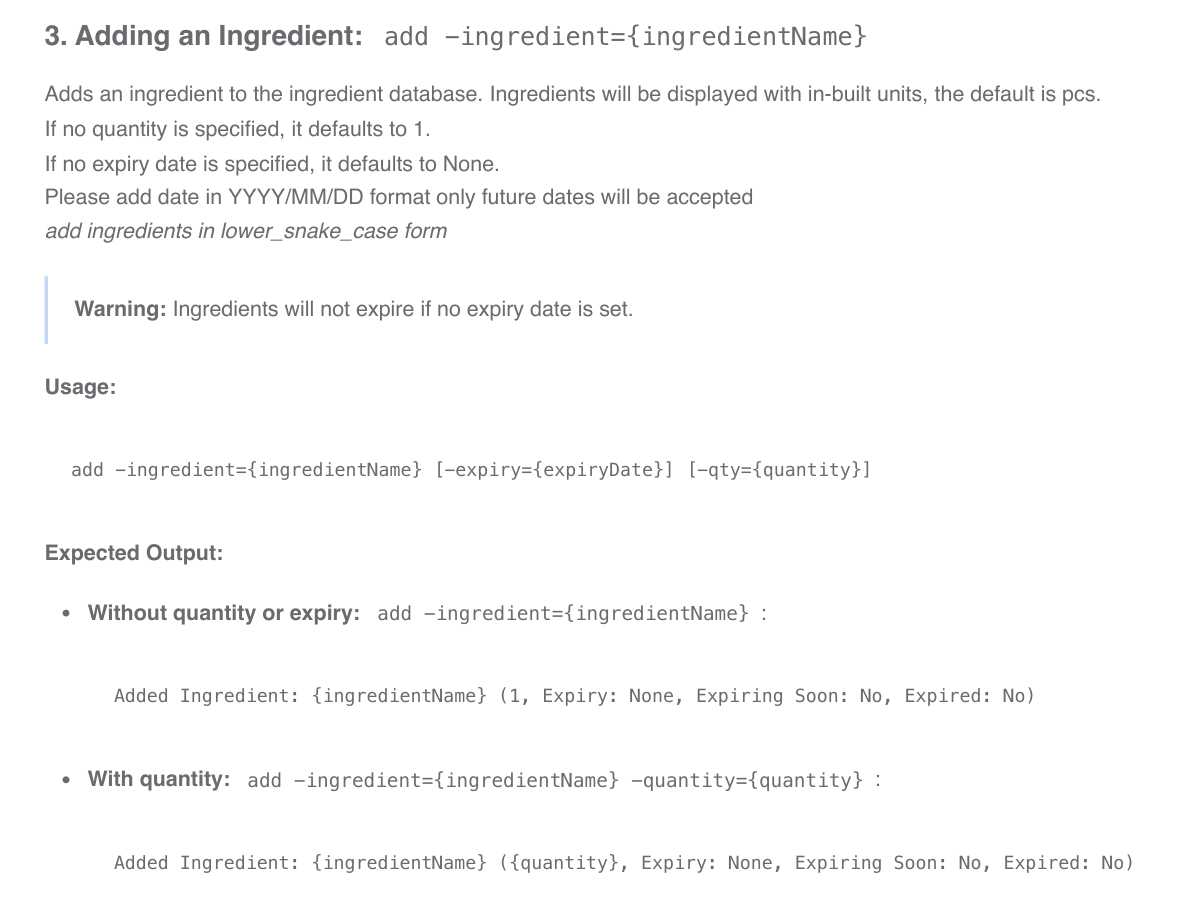 3. Adding an Ingredient: add -ingredient={ingredientName}
Adds an ingredient to the ingredient database. Ingredients will be displayed with in-built units, the default is pcs.
If no quantity is specified, it defaults to 1.
If no expiry date is specified, it defaults to None.
Please add date in YYYY/MM/DD format only future dates will be accepted
add ingredients in lower_snake_case form
Warning: Ingredients will not expire if no expiry date is set.
Usage:
add -ingredient={ingredientName} [-expiry={expiryDate}] [-qty={quantity}]
Expected Output:
• Without quantity or expiry: add -ingredient={ingredientName} :
Added Ingredient: {ingredientName} (1, Expiry: None, Expiring Soon: No, Expired: No)
• With quantity: add -ingredient={ingredientName} -quantity={quantity} :
Added Ingredient: {ingredientName} ({quantity}, Expiry: None, Expiring Soon: No, Expired: No)